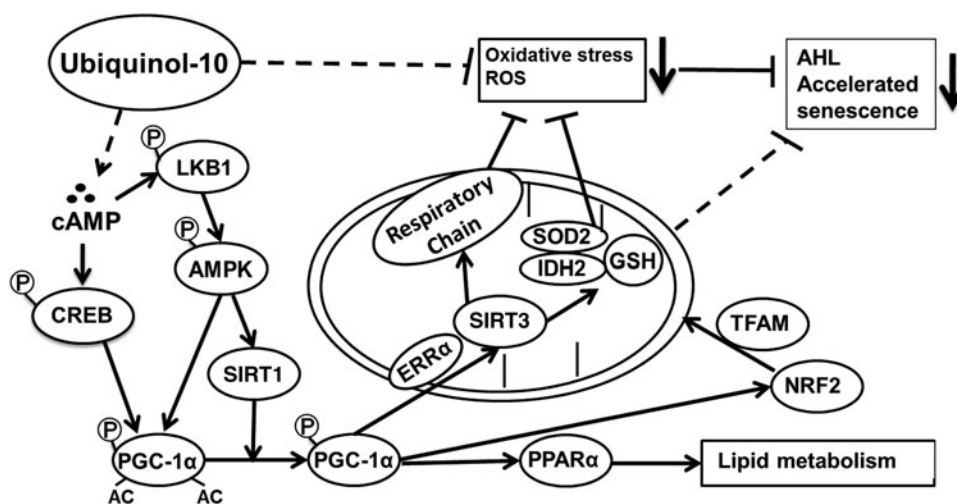 Ubiquinol-10
Oxidative stress
ROS
AHL
Accelerated
senescence
P
LKB1
cAMP
P
AMPK
P
CREB
SIRT1
Respiratory
Chain
SOD2
IDH2
GSH
SIRT3
ERRα
TFAM
NRF2
P
PGC-1α
AC
AC
P
PGC-1α
PPARα
Lipid metabolism